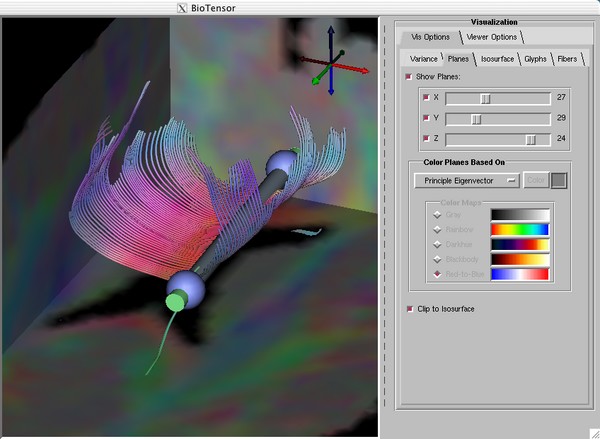 BioTensor
Visualization
Vis Options Viewer Options
Variance Planes Isosurface Glyphs Fibers
Show Planes:
X 27
Y 29
Z 24
Color Planes Based On
Principle Eigenvector Color
Color Maps
Gray
Rainbow
Darkhue
Blackbody
Red-to-Blue
Clip to Isosurface